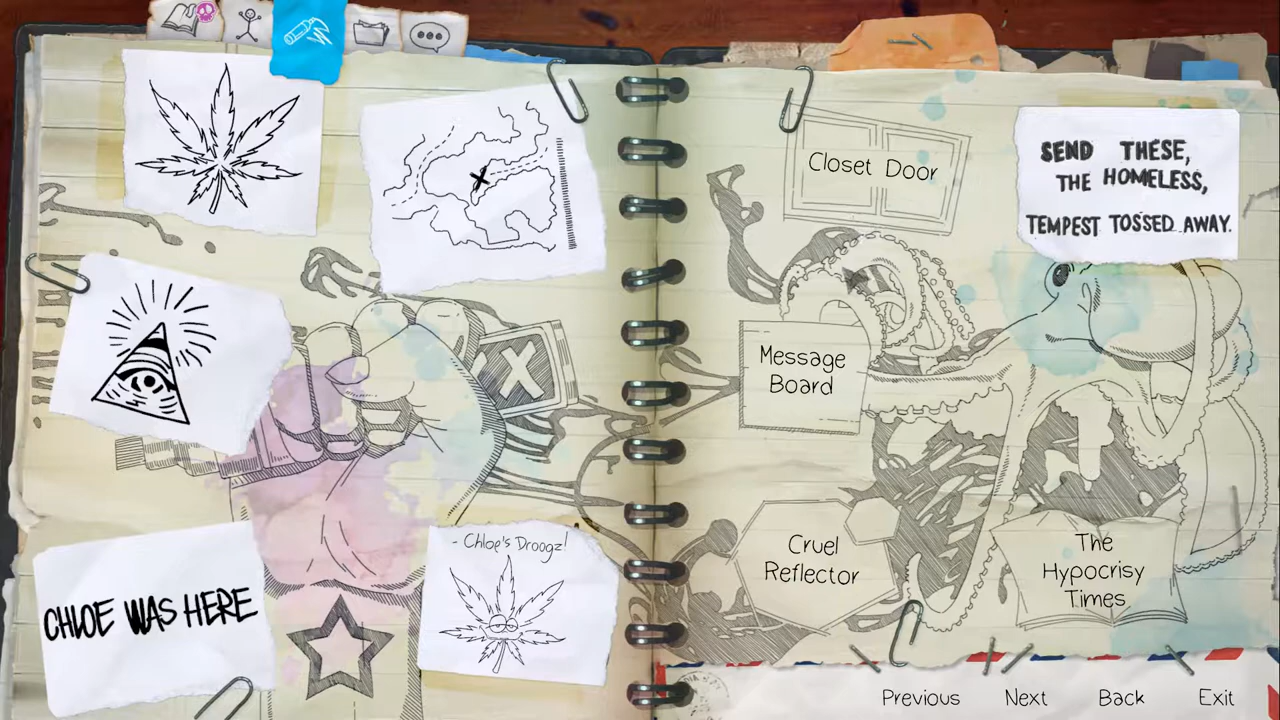 CHLOE WAS HERE
- Chloe's Droogz!
Closet Door
SEND THESE,
THE HOMELESS,
TEMPEST TOSSED AWAY.
Message
Board
Cruel
Reflector
The
Hypocrisy
Times
Previous
Next
Back
Exit